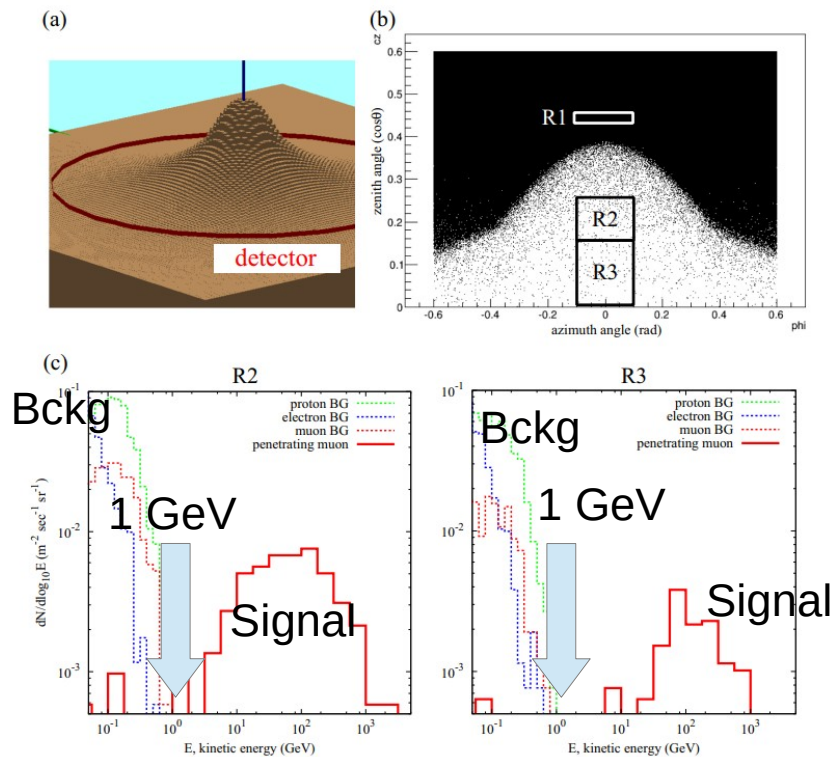 (a)
detector
(b)
cz
zenith angle (cosθ)
0.6
0.5
0.4
0.3
0.2
0.1
0
R1
R2
R3
-0.6 -0.4 -0.2 0 0.2 0.4 0.6
azimuth angle (rad)
phi
(c)
R2
dN/dlog₁₀E (m⁻² sec⁻¹ sr⁻¹)
10⁻¹
10⁻²
10⁻³
proton BG
electron BG
muon BG
penetrating muon
Bckg
1 GeV
Signal
10⁻¹ 10⁰ 10¹ 10² 10³
E, kinetic energy (GeV)
R3
10⁻¹
10⁻²
10⁻³
proton BG
electron BG
muon BG
penetrating muon
Bckg
1 GeV
Signal
10⁻¹ 10⁰ 10¹ 10² 10³
E, kinetic energy (GeV)